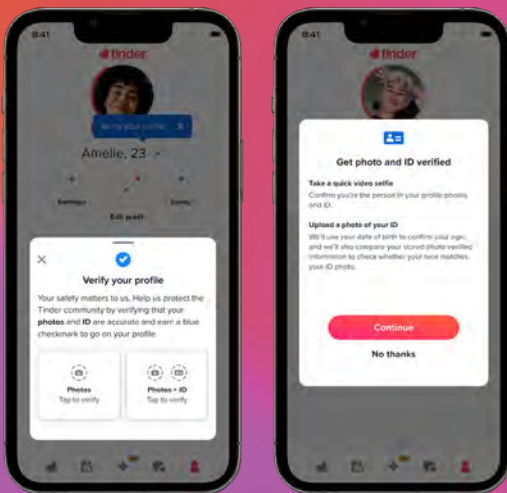 9:41
tinder
Verify your profile X
Amelie, 23
Settings
Edit profil
Verify your profile
Your safety matters to us. Help us protect the
Tinder community by verifying that your
photos and ID are accurate and earn a blue
checkmark to go on your profile.
Photos
Tap to verify
Photos + ID
Tap to verify
9:41
tinder
Get photo and ID verified
Take a quick video selfie
Confirm you're the person in your profile photos
and ID.
Upload a photo of your ID
We'll use your date of birth to confirm your age,
and we'll also compare your stored photo verified
information to check whether your face matches
your ID photo.
Continue
No thanks